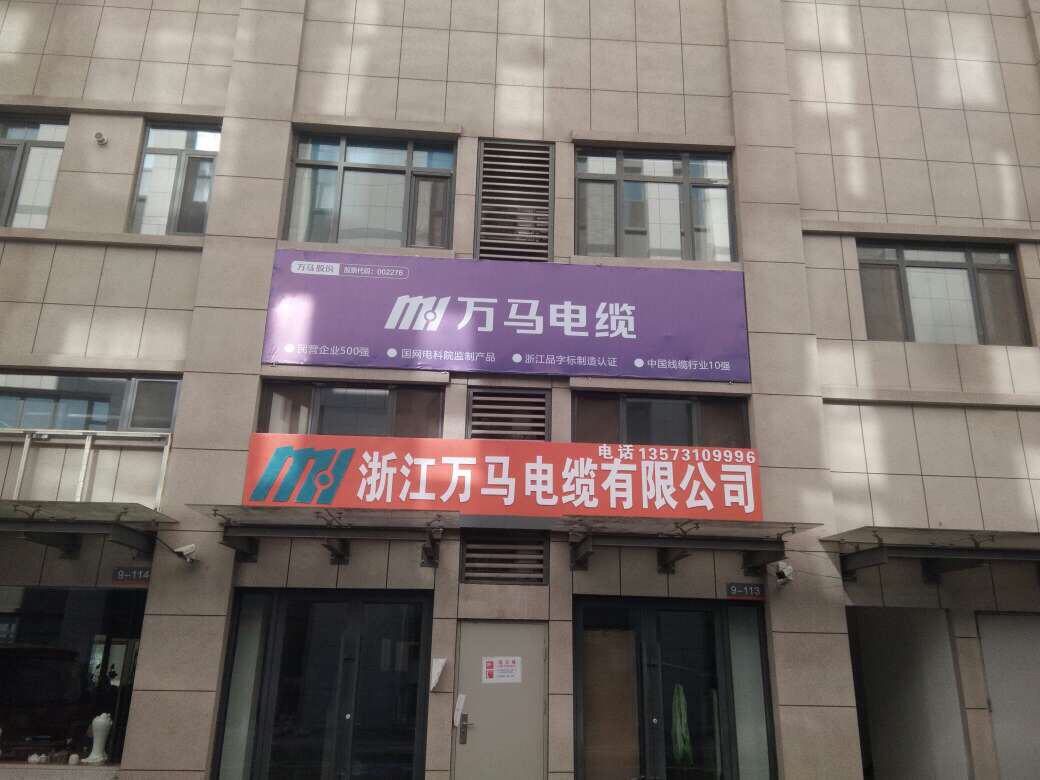 万马股份 股票代码：002276
MH 万马电缆
民营企业500强 国网电科院监制产品 浙江品字标制造认证 中国线缆行业10强
电话 13573109996
浙江万马电缆有限公司
9-114
9-113